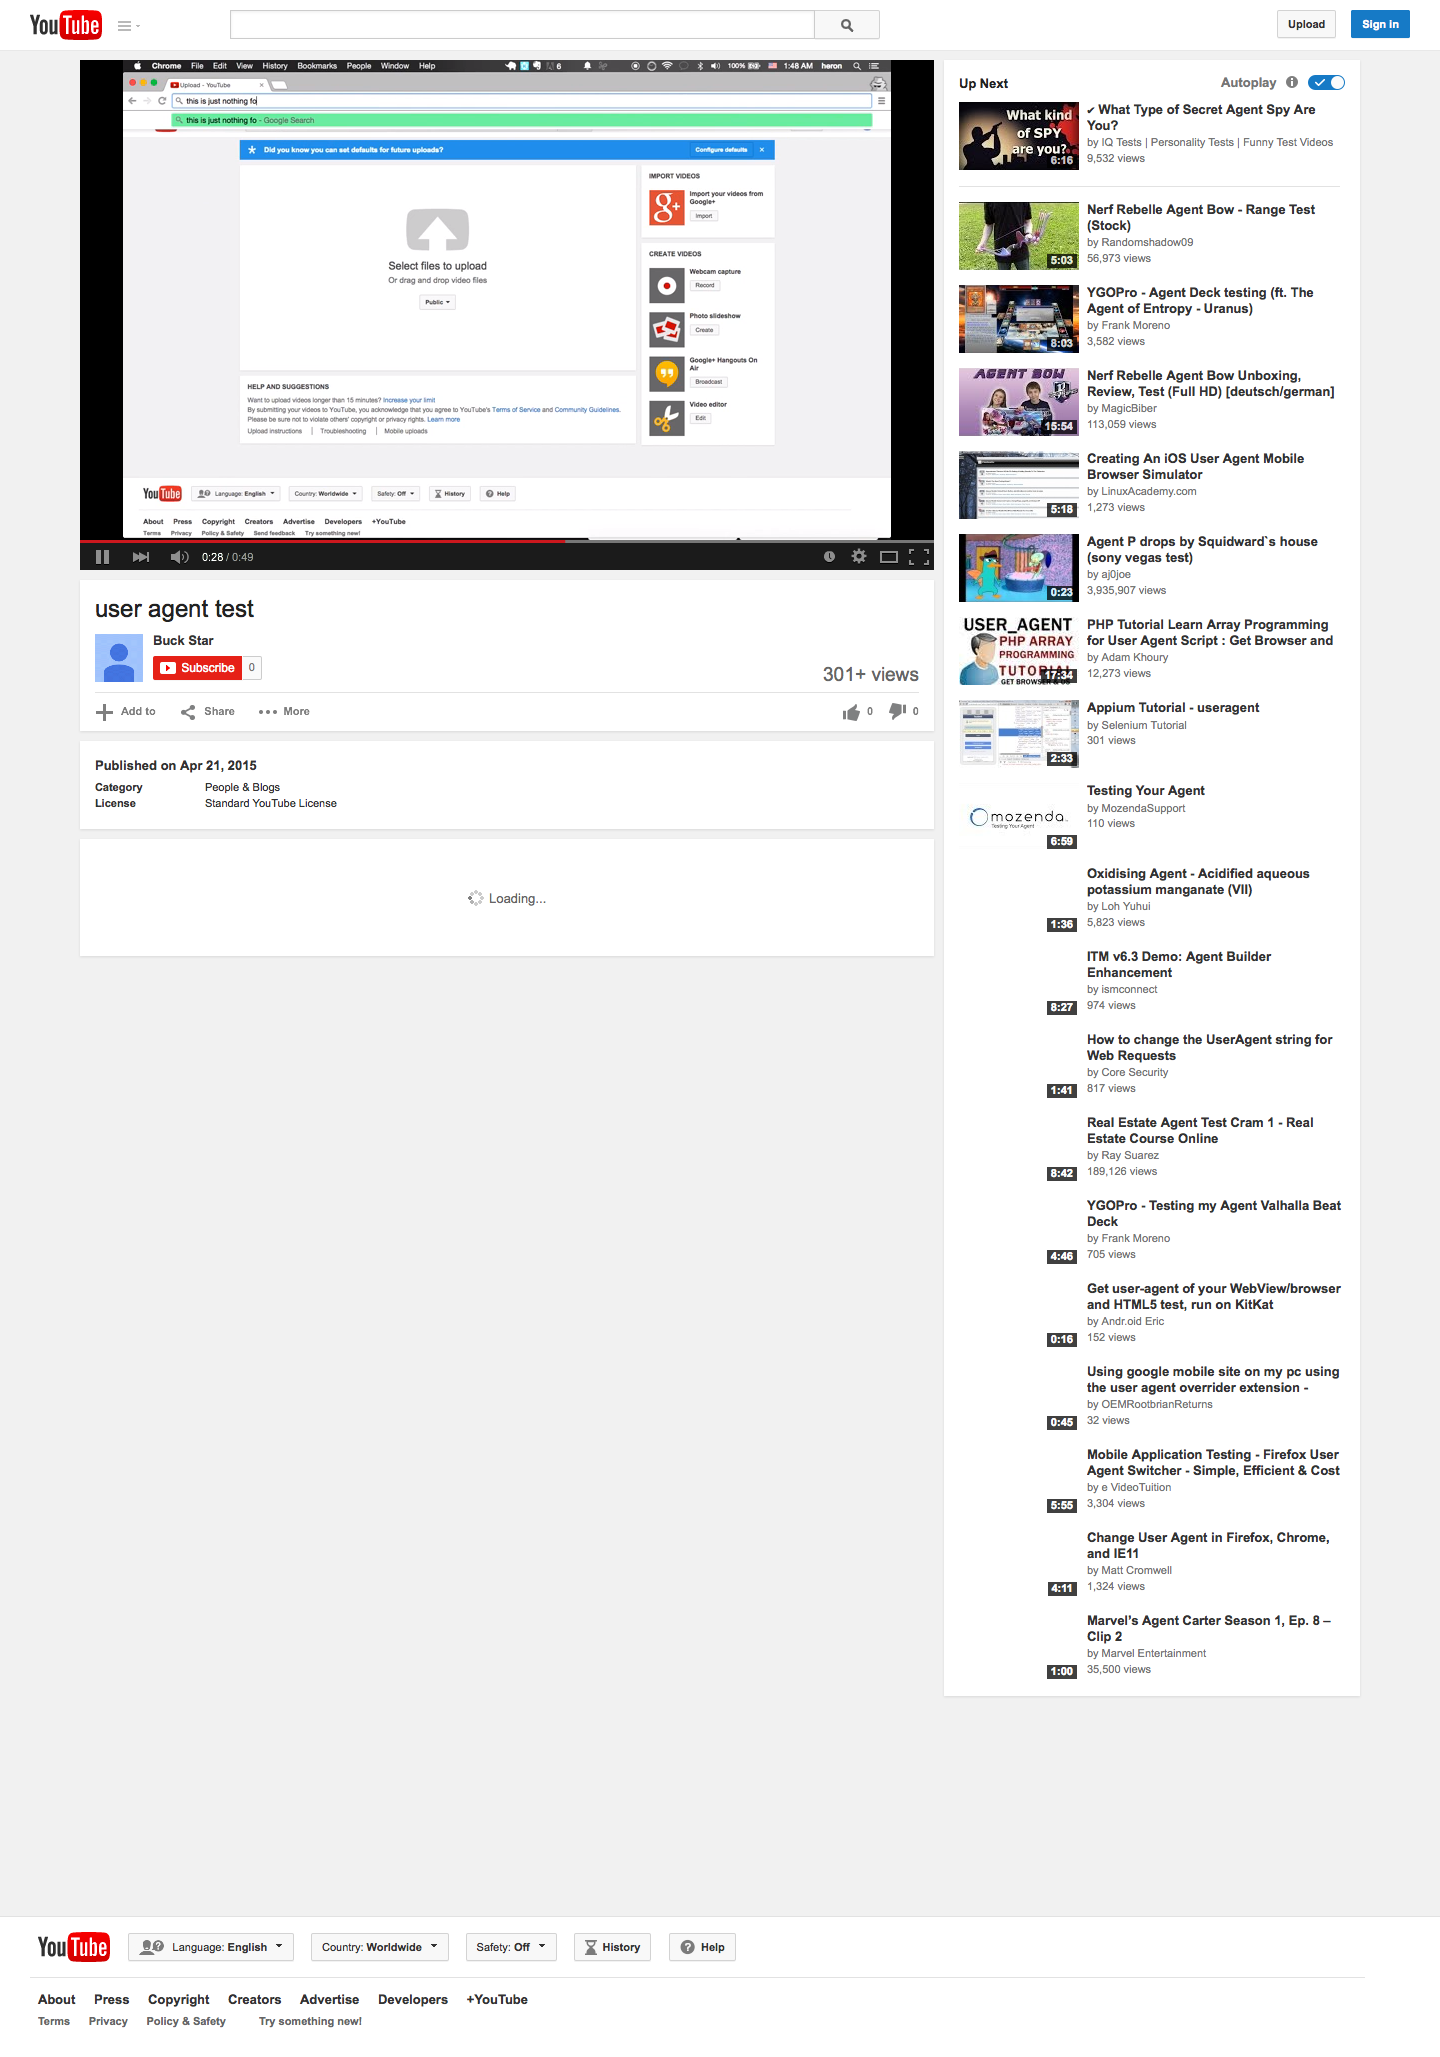 YouTube
Upload
Sign in
Chrome File Edit View History Bookmarks People Window Help
6
100%
1:48 AM heron
Upload - YouTube
this is just nothing fo
this is just nothing fo - Google Search
Did you know you can set defaults for future uploads?
Configure defaults
Select files to upload
Or drag and drop video files
Public
IMPORT VIDEOS
Import your videos from
Google+
Import
CREATE VIDEOS
Webcam capture
Record
Photo slideshow
Create
Google+ Hangouts On
Air
Broadcast
Video editor
Edit
HELP AND SUGGESTIONS
Want to upload videos longer than 15 minutes? Increase your limit
By submitting your videos to YouTube, you acknowledge that you agree to YouTube's Terms of Service and Community Guidelines.
Please be sure not to violate others' copyright or privacy rights. Learn more
Upload instructions | Troubleshooting | Mobile uploads
YouTube
Language: English
Country: Worldwide
Safety: Off
History
Help
About Press Copyright Creators Advertise Developers +YouTube
Terms Privacy Policy & Safety Send feedback Try something new!
0:28 / 0:49
user agent test
Buck Star
Subscribe
0
301+ views
Add to
Share
More
0
0
Published on Apr 21, 2015
Category People & Blogs
License Standard YouTube License
Loading...
Up Next
Autoplay
What kind
of SPY
are you?
6:16
✔ What Type of Secret Agent Spy Are
You?
by IQ Tests | Personality Tests | Funny Test Videos
9,532 views
5:03
Nerf Rebelle Agent Bow - Range Test
(Stock)
by Randomshadow09
56,973 views
8:03
YGOPro - Agent Deck testing (ft. The
Agent of Entropy - Uranus)
by Frank Moreno
3,582 views
AGENT BOW
15:54
Nerf Rebelle Agent Bow Unboxing,
Review, Test (Full HD) [deutsch/german]
by MagicBiber
113,059 views
5:18
Creating An iOS User Agent Mobile
Browser Simulator
by LinuxAcademy.com
1,273 views
0:23
Agent P drops by Squidward`s house
(sony vegas test)
by aj0joe
3,935,907 views
USER_AGENT
PHP ARRAY
PROGRAMMING
TUTORIAL
GET BROWSER & OS
17:34
PHP Tutorial Learn Array Programming
for User Agent Script : Get Browser and
by Adam Khoury
12,273 views
2:33
Appium Tutorial - useragent
by Selenium Tutorial
301 views
mozenda
Testing Your Agent
6:59
Testing Your Agent
by MozendaSupport
110 views
1:36
Oxidising Agent - Acidified aqueous
potassium manganate (VII)
by Loh Yuhui
5,823 views
8:27
ITM v6.3 Demo: Agent Builder
Enhancement
by ismconnect
974 views
1:41
How to change the UserAgent string for
Web Requests
by Core Security
817 views
8:42
Real Estate Agent Test Cram 1 - Real
Estate Course Online
by Ray Suarez
189,126 views
4:46
YGOPro - Testing my Agent Valhalla Beat
Deck
by Frank Moreno
705 views
0:16
Get user-agent of your WebView/browser
and HTML5 test, run on KitKat
by Andr.oid Eric
152 views
0:45
Using google mobile site on my pc using
the user agent overrider extension -
by OEMRootbrianReturns
32 views
5:55
Mobile Application Testing - Firefox User
Agent Switcher - Simple, Efficient & Cost
by e VideoTuition
3,304 views
4:11
Change User Agent in Firefox, Chrome,
and IE11
by Matt Cromwell
1,324 views
1:00
Marvel's Agent Carter Season 1, Ep. 8 –
Clip 2
by Marvel Entertainment
35,500 views
YouTube
Language: English
Country: Worldwide
Safety: Off
History
Help
About Press Copyright Creators Advertise Developers +YouTube
Terms Privacy Policy & Safety Try something new!